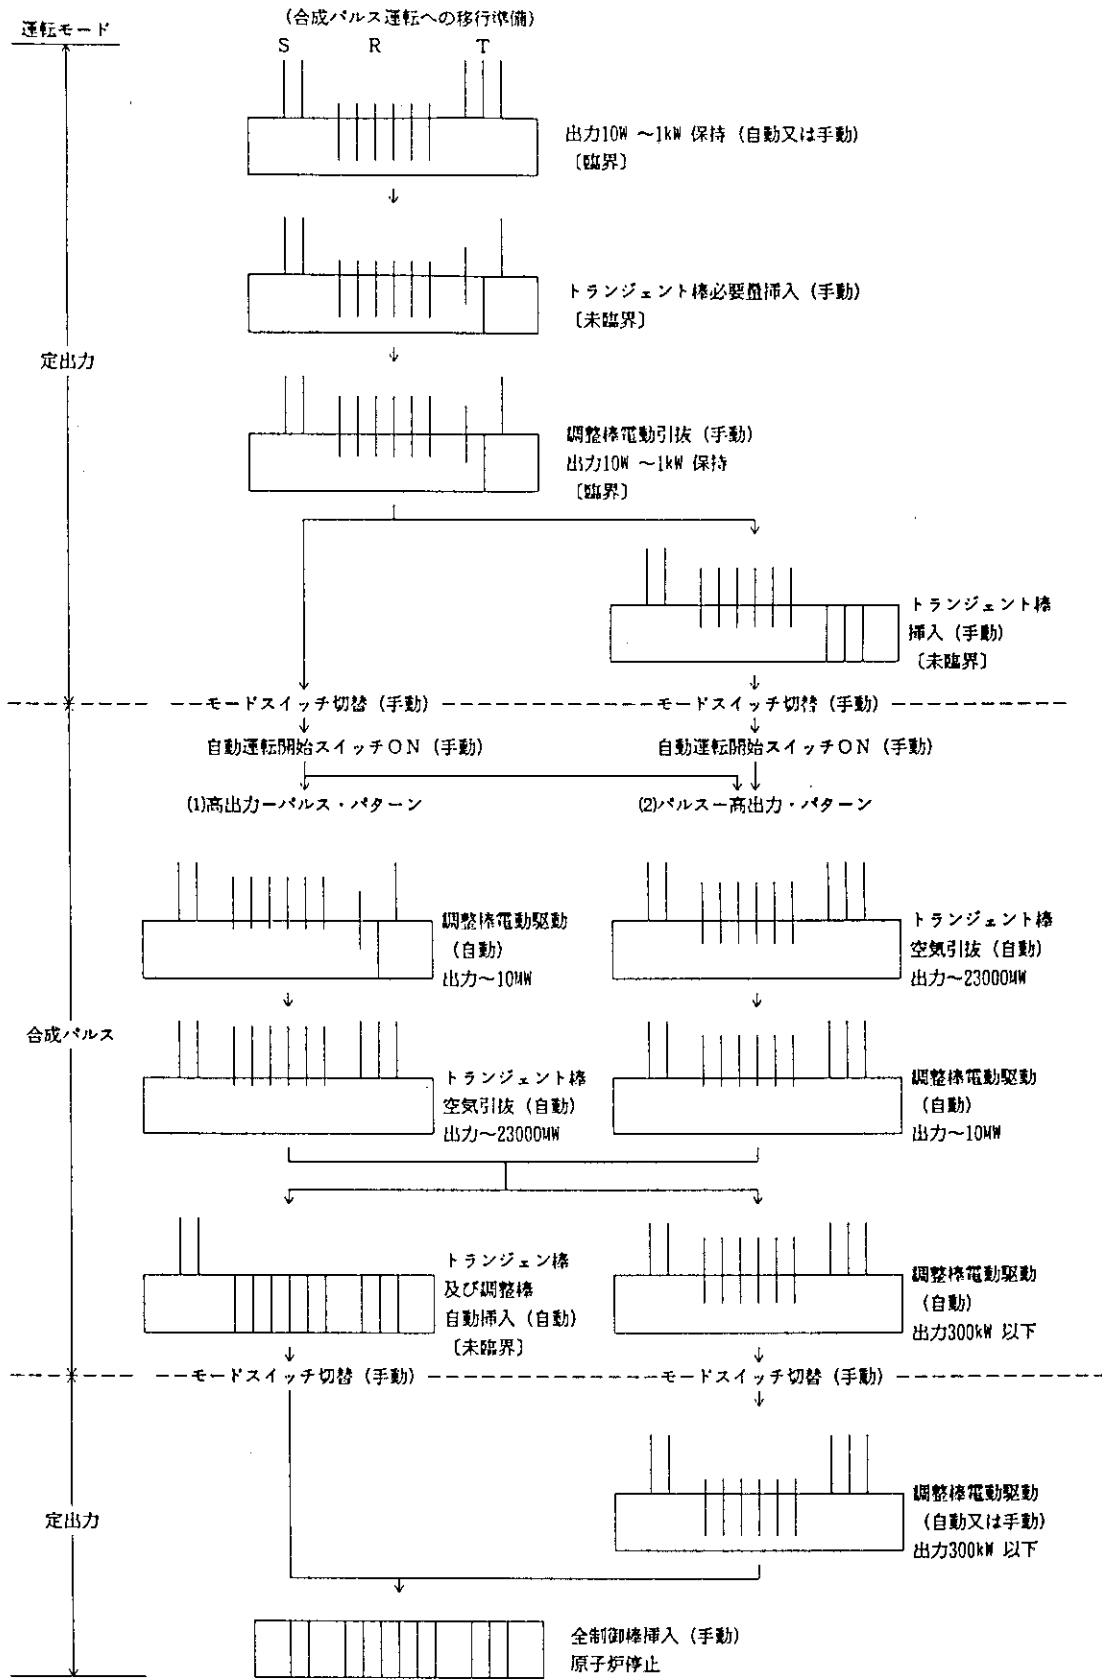 運転モード
(合成パルス運転への移行準備)
S R T
出力10W ～1kW 保持 (自動又は手動)
〔臨界〕
トランジェント棒必要量挿入 (手動)
〔未臨界〕
定出力
調整棒電動引抜 (手動)
出力10W ～1kW 保持
〔臨界〕
トランジェント棒
挿入 (手動)
〔未臨界〕
モードスイッチ切替 (手動)
モードスイッチ切替 (手動)
自動運転開始スイッチON (手動)
自動運転開始スイッチON (手動)
(1)高出力ーパルス・パターン
(2)パルスー高出力・パターン
調整棒電動駆動
(自動)
出力～10MW
トランジェント棒
空気引抜 (自動)
出力～23000MW
合成パルス
トランジェント棒
空気引抜 (自動)
出力～23000MW
調整棒電動駆動
(自動)
出力～10MW
トランジェン棒
及び調整棒
自動挿入 (自動)
〔未臨界〕
調整棒電動駆動
(自動)
出力300kW 以下
モードスイッチ切替 (手動)
モードスイッチ切替 (手動)
定出力
調整棒電動駆動
(自動又は手動)
出力300kW 以下
全制御棒挿入 (手動)
原子炉停止